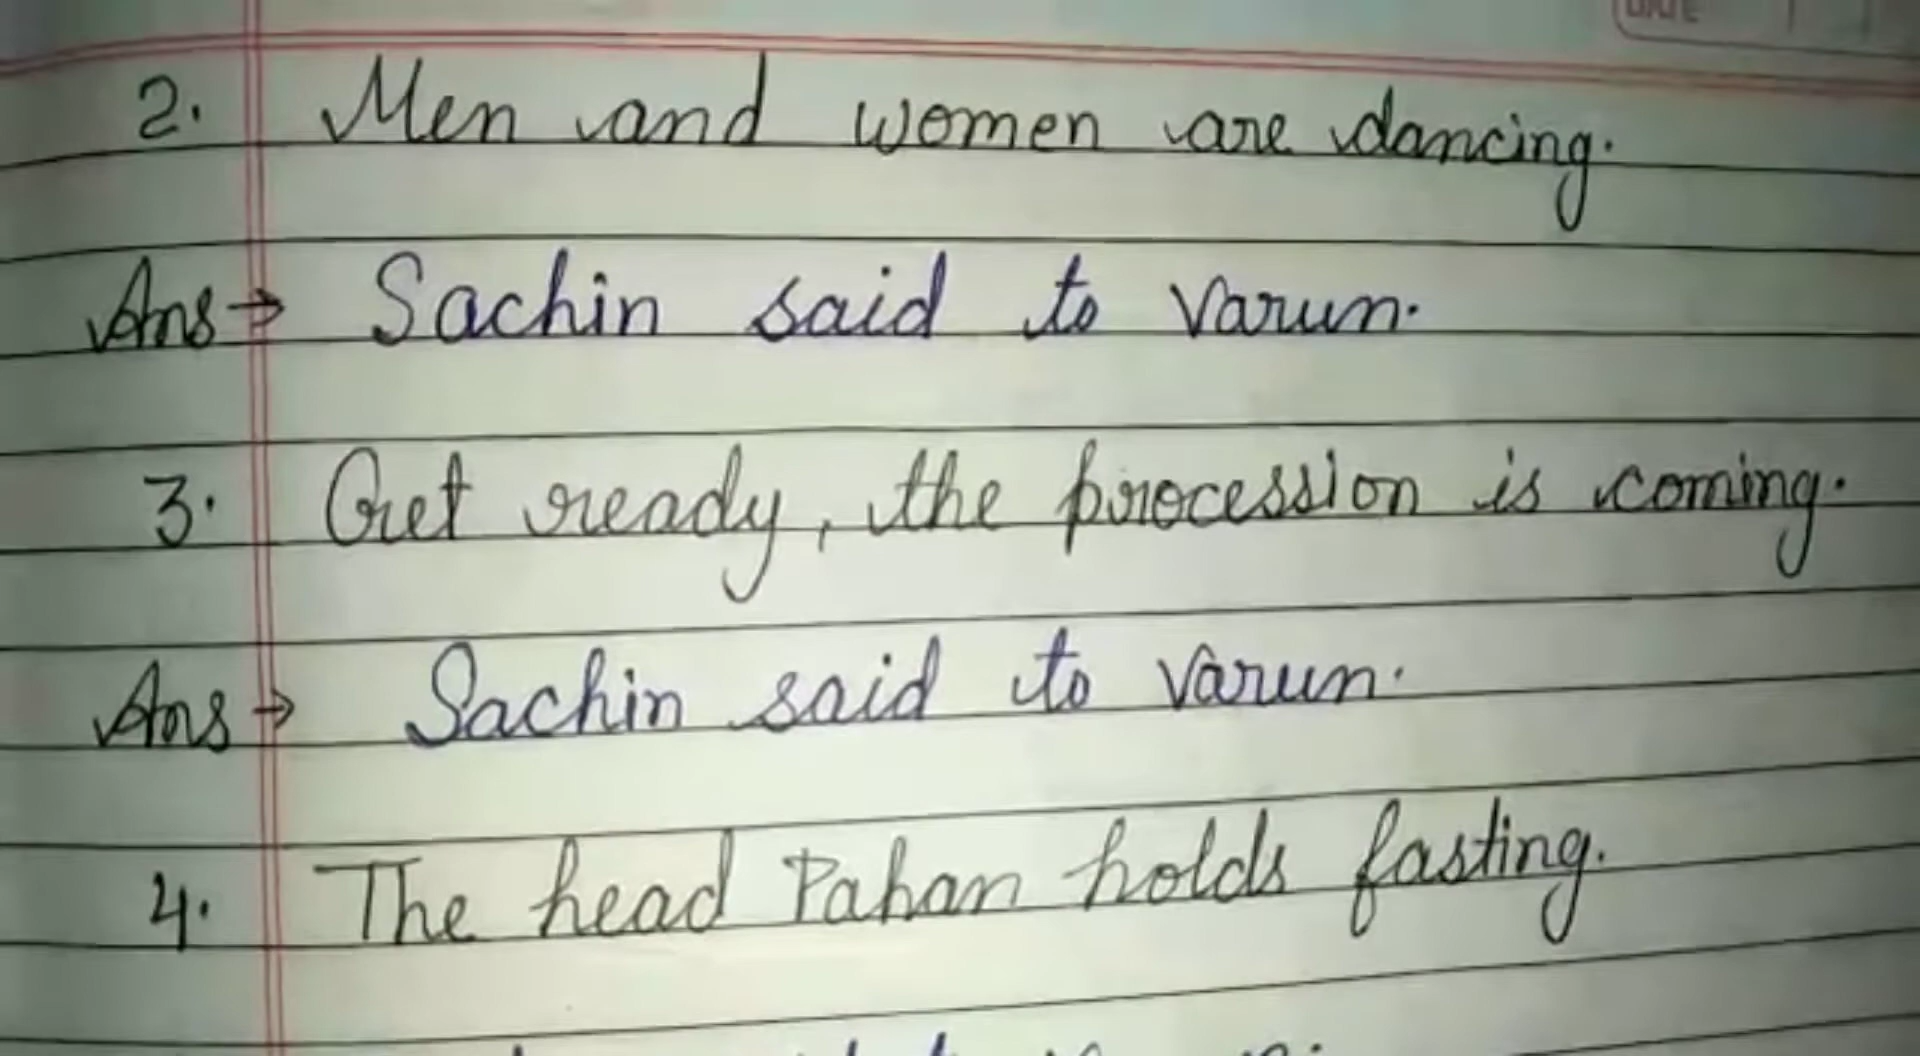 2. Men and women are dancing.
Ans → Sachin said to Varun.
3. Get ready, the procession is coming.
Ans → Sachin said to Varun.
4. The head Pahan holds fasting.